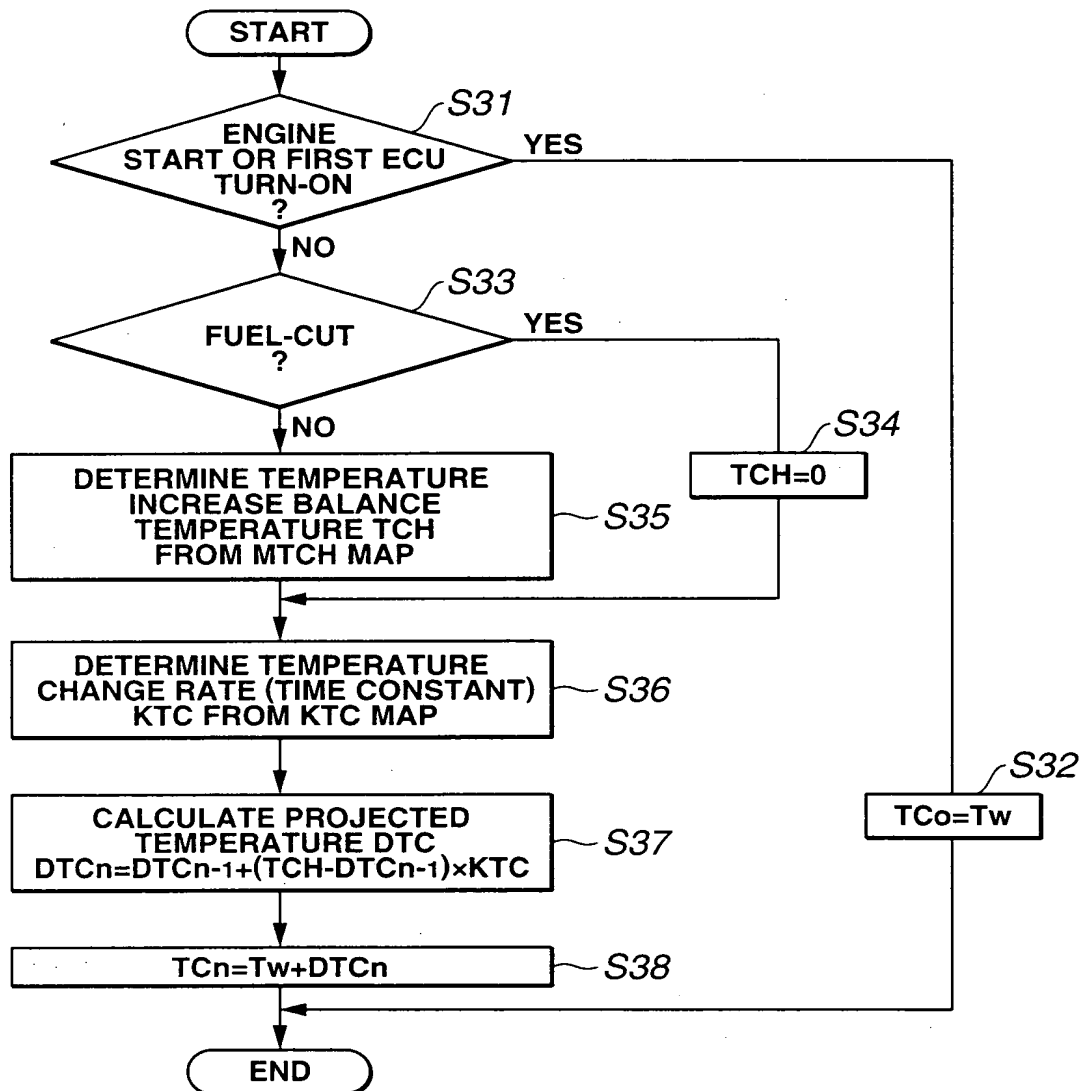 START
S31
ENGINE
START OR FIRST ECU
TURN-ON
?
YES
NO
S33
FUEL-CUT
?
YES
NO
S34
TCH=0
DETERMINE TEMPERATURE
INCREASE BALANCE
TEMPERATURE TCH
FROM MTCH MAP
S35
DETERMINE TEMPERATURE
CHANGE RATE (TIME CONSTANT)
KTC FROM KTC MAP
S36
S32
TCo=Tw
CALCULATE PROJECTED
TEMPERATURE DTC
DTCn=DTCn-1+(TCH-DTCn-1)×KTC
S37
TCn=Tw+DTCn
S38
END